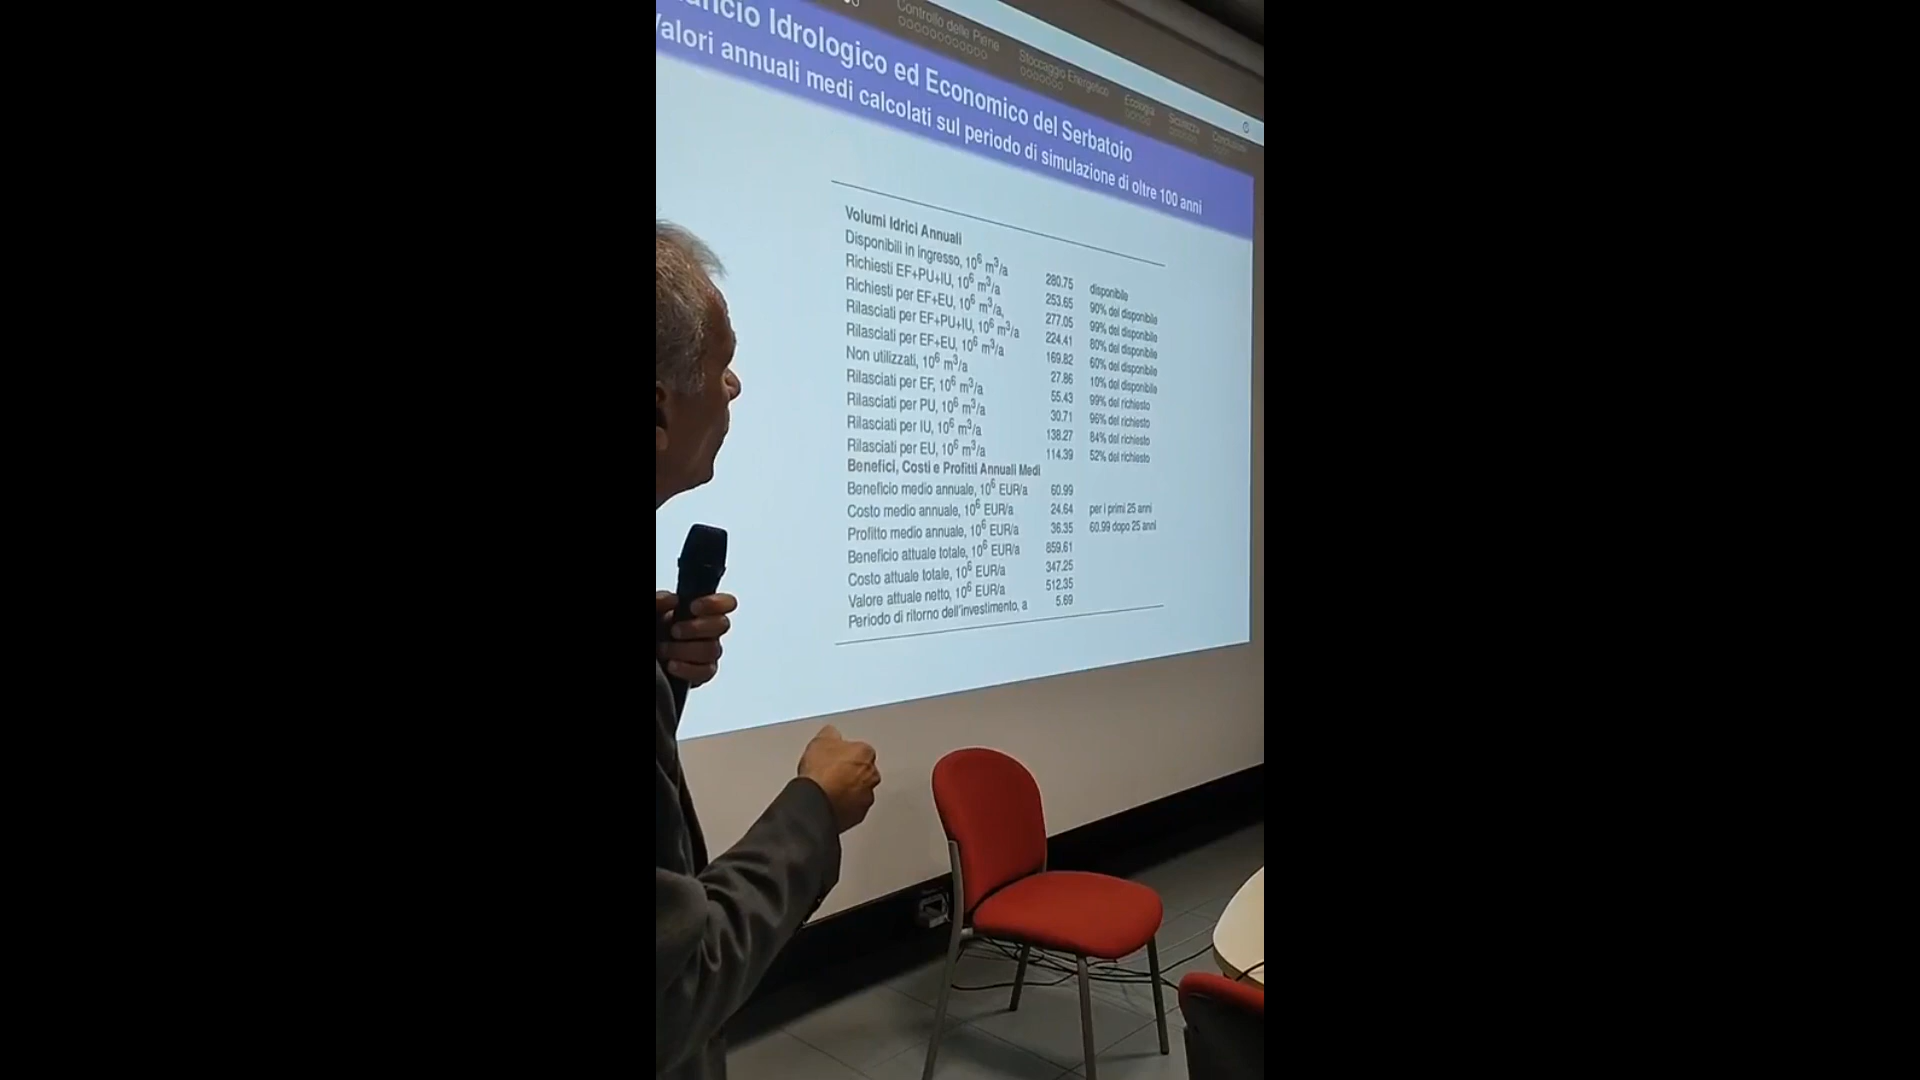 Controllo delle Piene
Stoccaggio Energetico
Ecologia
Sicurezza
Conclusioni
Idrologico ed Economico del Serbatoio
Valori annuali medi calcolati sul periodo di simulazione di oltre 100 anni
Volumi Idrici Annuali
Disponibili in ingresso, 10⁶ m³/a 280.75 disponibile
Richiesti EF+PU+IU, 10⁶ m³/a 253.65 90% del disponibile
Richiesti per EF+EU, 10⁶ m³/a, 277.05 99% del disponibile
Rilasciati per EF+PU+IU, 10⁶ m³/a 224.41 80% del disponibile
Rilasciati per EF+EU, 10⁶ m³/a 169.82 60% del disponibile
Non utilizzati, 10⁶ m³/a 27.86 10% del disponibile
Rilasciati per EF, 10⁶ m³/a 55.43 99% del richiesto
Rilasciati per PU, 10⁶ m³/a 30.71 96% del richiesto
Rilasciati per IU, 10⁶ m³/a 138.27 84% del richiesto
Rilasciati per EU, 10⁶ m³/a 114.39 52% del richiesto
Benefici, Costi e Profitti Annuali Medi
Beneficio medio annuale, 10⁶ EUR/a 60.99
Costo medio annuale, 10⁶ EUR/a 24.64 per i primi 25 anni
Profitto medio annuale, 10⁶ EUR/a 36.35 60.99 dopo 25 anni
Beneficio attuale totale, 10⁶ EUR/a 859.61
Costo attuale totale, 10⁶ EUR/a 347.25
Valore attuale netto, 10⁶ EUR/a 512.35
Periodo di ritorno dell'investimento, a 5.69